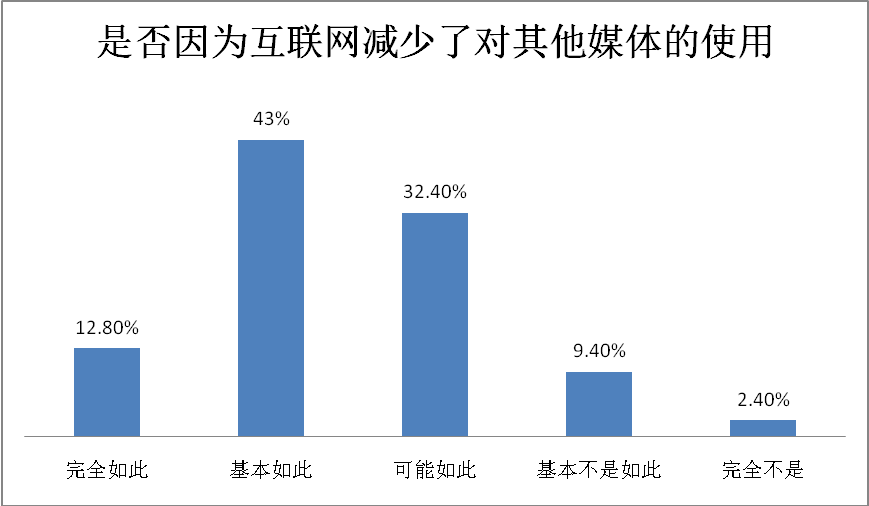 是否因为互联网减少了对其他媒体的使用
43%
32.40%
12.80%
9.40%
2.40%
完全如此 基本如此 可能如此 基本不是如此 完全不是